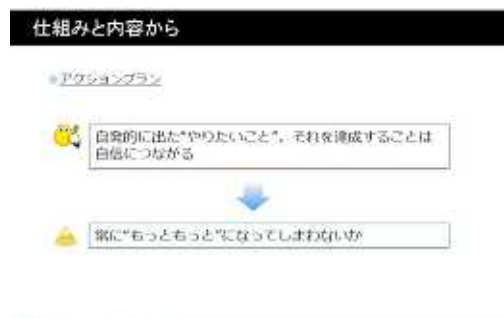 仕組みと内容から
アクションプラン
自発的に出た“やりたいこと”。それを達成することは
自信につながる
常に“もっともっと”になってしまわないか